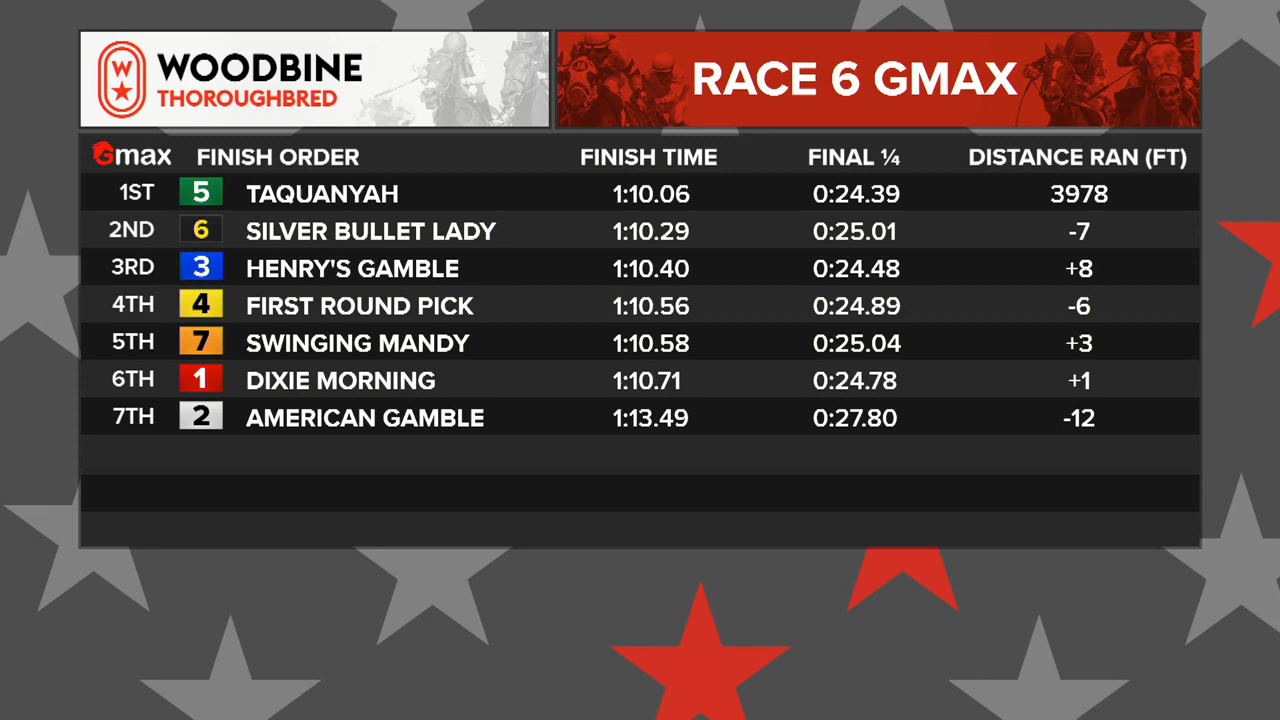 W
WOODBINE
THOROUGHBRED
RACE 6 GMAX
Gmax FINISH ORDER FINISH TIME FINAL ¼ DISTANCE RAN (FT)
1ST 5 TAQUANYAH 1:10.06 0:24.39 3978
2ND 6 SILVER BULLET LADY 1:10.29 0:25.01 -7
3RD 3 HENRY'S GAMBLE 1:10.40 0:24.48 +8
4TH 4 FIRST ROUND PICK 1:10.56 0:24.89 -6
5TH 7 SWINGING MANDY 1:10.58 0:25.04 +3
6TH 1 DIXIE MORNING 1:10.71 0:24.78 +1
7TH 2 AMERICAN GAMBLE 1:13.49 0:27.80 -12